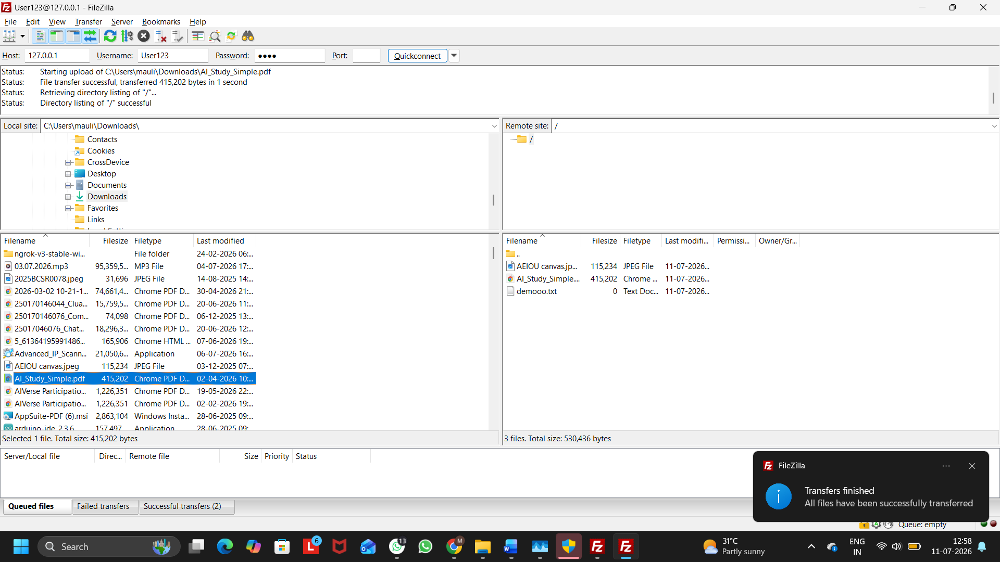 User123@127.0.0.1 - FileZilla
File Edit View Transfer Server Bookmarks Help
Host: 127.0.0.1 Username: User123 Password: ●●●● Port: Quickconnect
Status: Starting upload of C:\Users\mauli\Downloads\AI_Study_Simple.pdf
Status: File transfer successful, transferred 415,202 bytes in 1 second
Status: Retrieving directory listing of "/"...
Status: Directory listing of "/" successful
Local site: C:\Users\mauli\Downloads\
Contacts
Cookies
CrossDevice
Desktop
Documents
Downloads
Favorites
Links
Remote site: /
/
Filename Filesize Filetype Last modified
ngrok-v3-stable-wi... File folder 24-02-2026 06:...
03.07.2026.mp3 95,359,5... MP3 File 04-07-2026 17:...
2025BCSR0078.jpeg 31,696 JPEG File 14-08-2025 14:...
2026-03-02 10-21-1... 74,661,4... Chrome PDF D... 30-04-2026 21:...
250170146044_Clua... 15,759,5... Chrome PDF D... 20-06-2026 11:...
250170146076_Com... 74,098 Chrome PDF D... 06-12-2025 13:...
25017046076_Chat... 18,296,3... Chrome PDF D... 20-06-2026 12:...
5_61364195991486... 165,906 Chrome HTML ... 07-06-2026 19:...
Advanced_IP_Scann... 21,050,6... Application 06-07-2026 16:...
AEIOU canvas.jpeg 115,234 JPEG File 03-12-2025 07:...
AI_Study_Simple.pdf 415,202 Chrome PDF D... 02-04-2026 10:...
AIVerse Participatio... 1,226,351 Chrome PDF D... 19-05-2026 22:...
AIVerse Participatio... 1,226,351 Chrome PDF D... 02-02-2026 19:...
AppSuite-PDF (6).msi 2,863,104 Windows Insta... 28-06-2025 09:...
arduino-ide_2.3.6_ 157,497 Application 28-06-2025 09:
Selected 1 file. Total size: 415,202 bytes
Filename Filesize Filetype Last modifi... Permissi... Owner/Gr...
..
AEIOU canvas.jp... 115,234 JPEG File 11-07-2026...
AI_Study_Simple.... 415,202 Chrome ... 11-07-2026...
demooo.txt 0 Text Doc... 11-07-2026...
3 files. Total size: 530,436 bytes
Server/Local file Direc... Remote file Size Priority Status
FileZilla
Transfers finished
All files have been successfully transferred
Queued files Failed transfers Successful transfers (2)
Queue: empty
Search
6
13
M
31°C
Partly sunny
ENG
IN
12:58
11-07-2026